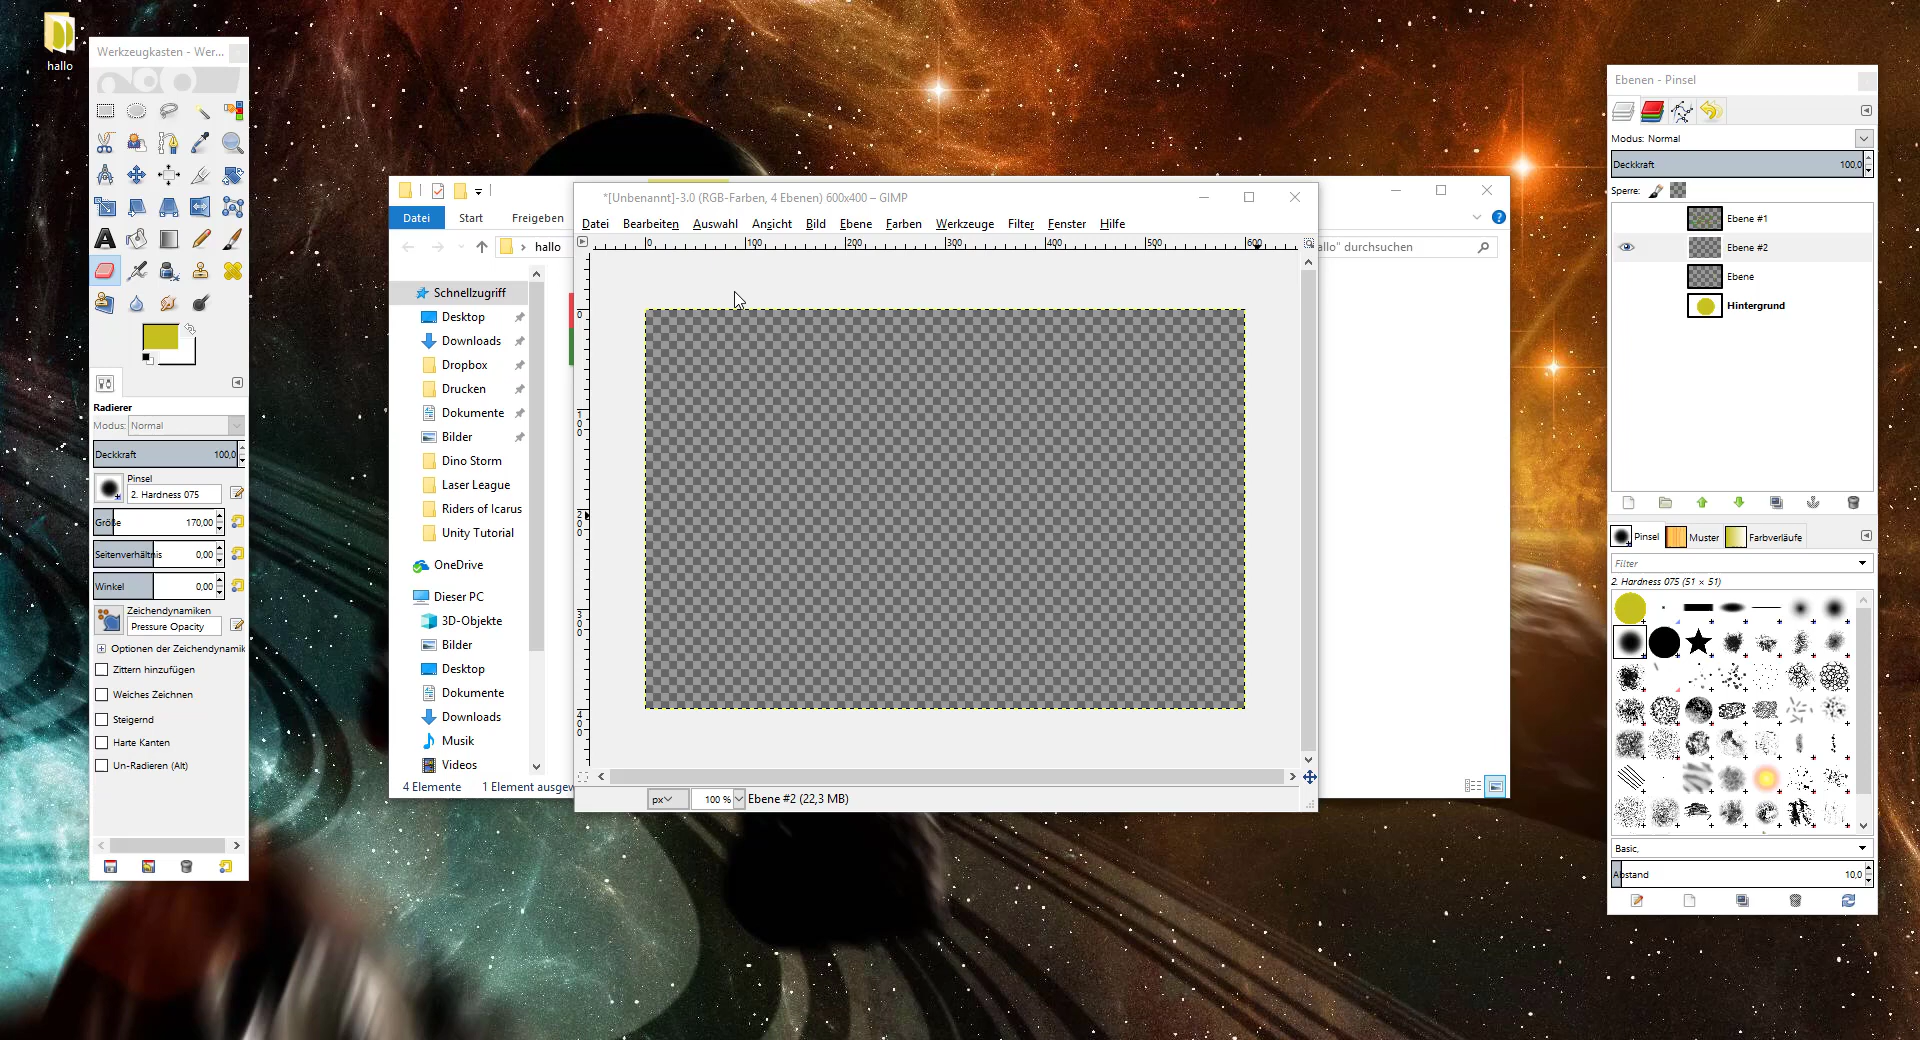 hallo
Werkzeugkasten - Wer...
Radierer
Modus: Normal
Deckkraft 100,0
Pinsel
2. Hardness 075
Größe 170,00
Seitenverhältnis 0,00
Winkel 0,00
Zeichendynamiken
Pressure Opacity
Optionen der Zeichendynamik
Zittern hinzufügen
Weiches Zeichnen
Steigernd
Harte Kanten
Un-Radieren (Alt)
Datei Start Freigeben
hallo
allo" durchsuchen
Schnellzugriff
Desktop
Downloads
Dropbox
Drucken
Dokumente
Bilder
Dino Storm
Laser League
Riders of Icarus
Unity Tutorial
OneDrive
Dieser PC
3D-Objekte
Bilder
Desktop
Dokumente
Downloads
Musik
Videos
4 Elemente 1 Element ausgew
*[Unbenannt]-3.0 (RGB-Farben, 4 Ebenen) 600x400 – GIMP
Datei Bearbeiten Auswahl Ansicht Bild Ebene Farben Werkzeuge Filter Fenster Hilfe
0 100 200 300 400 500 600
0
100
200
300
400
px 100 % Ebene #2 (22,3 MB)
Ebenen - Pinsel
Modus: Normal
Deckkraft 100,0
Sperre:
Ebene #1
Ebene #2
Ebene
Hintergrund
Pinsel Muster Farbverläufe
Filter
2. Hardness 075 (51 × 51)
Basic,
Abstand 10,0